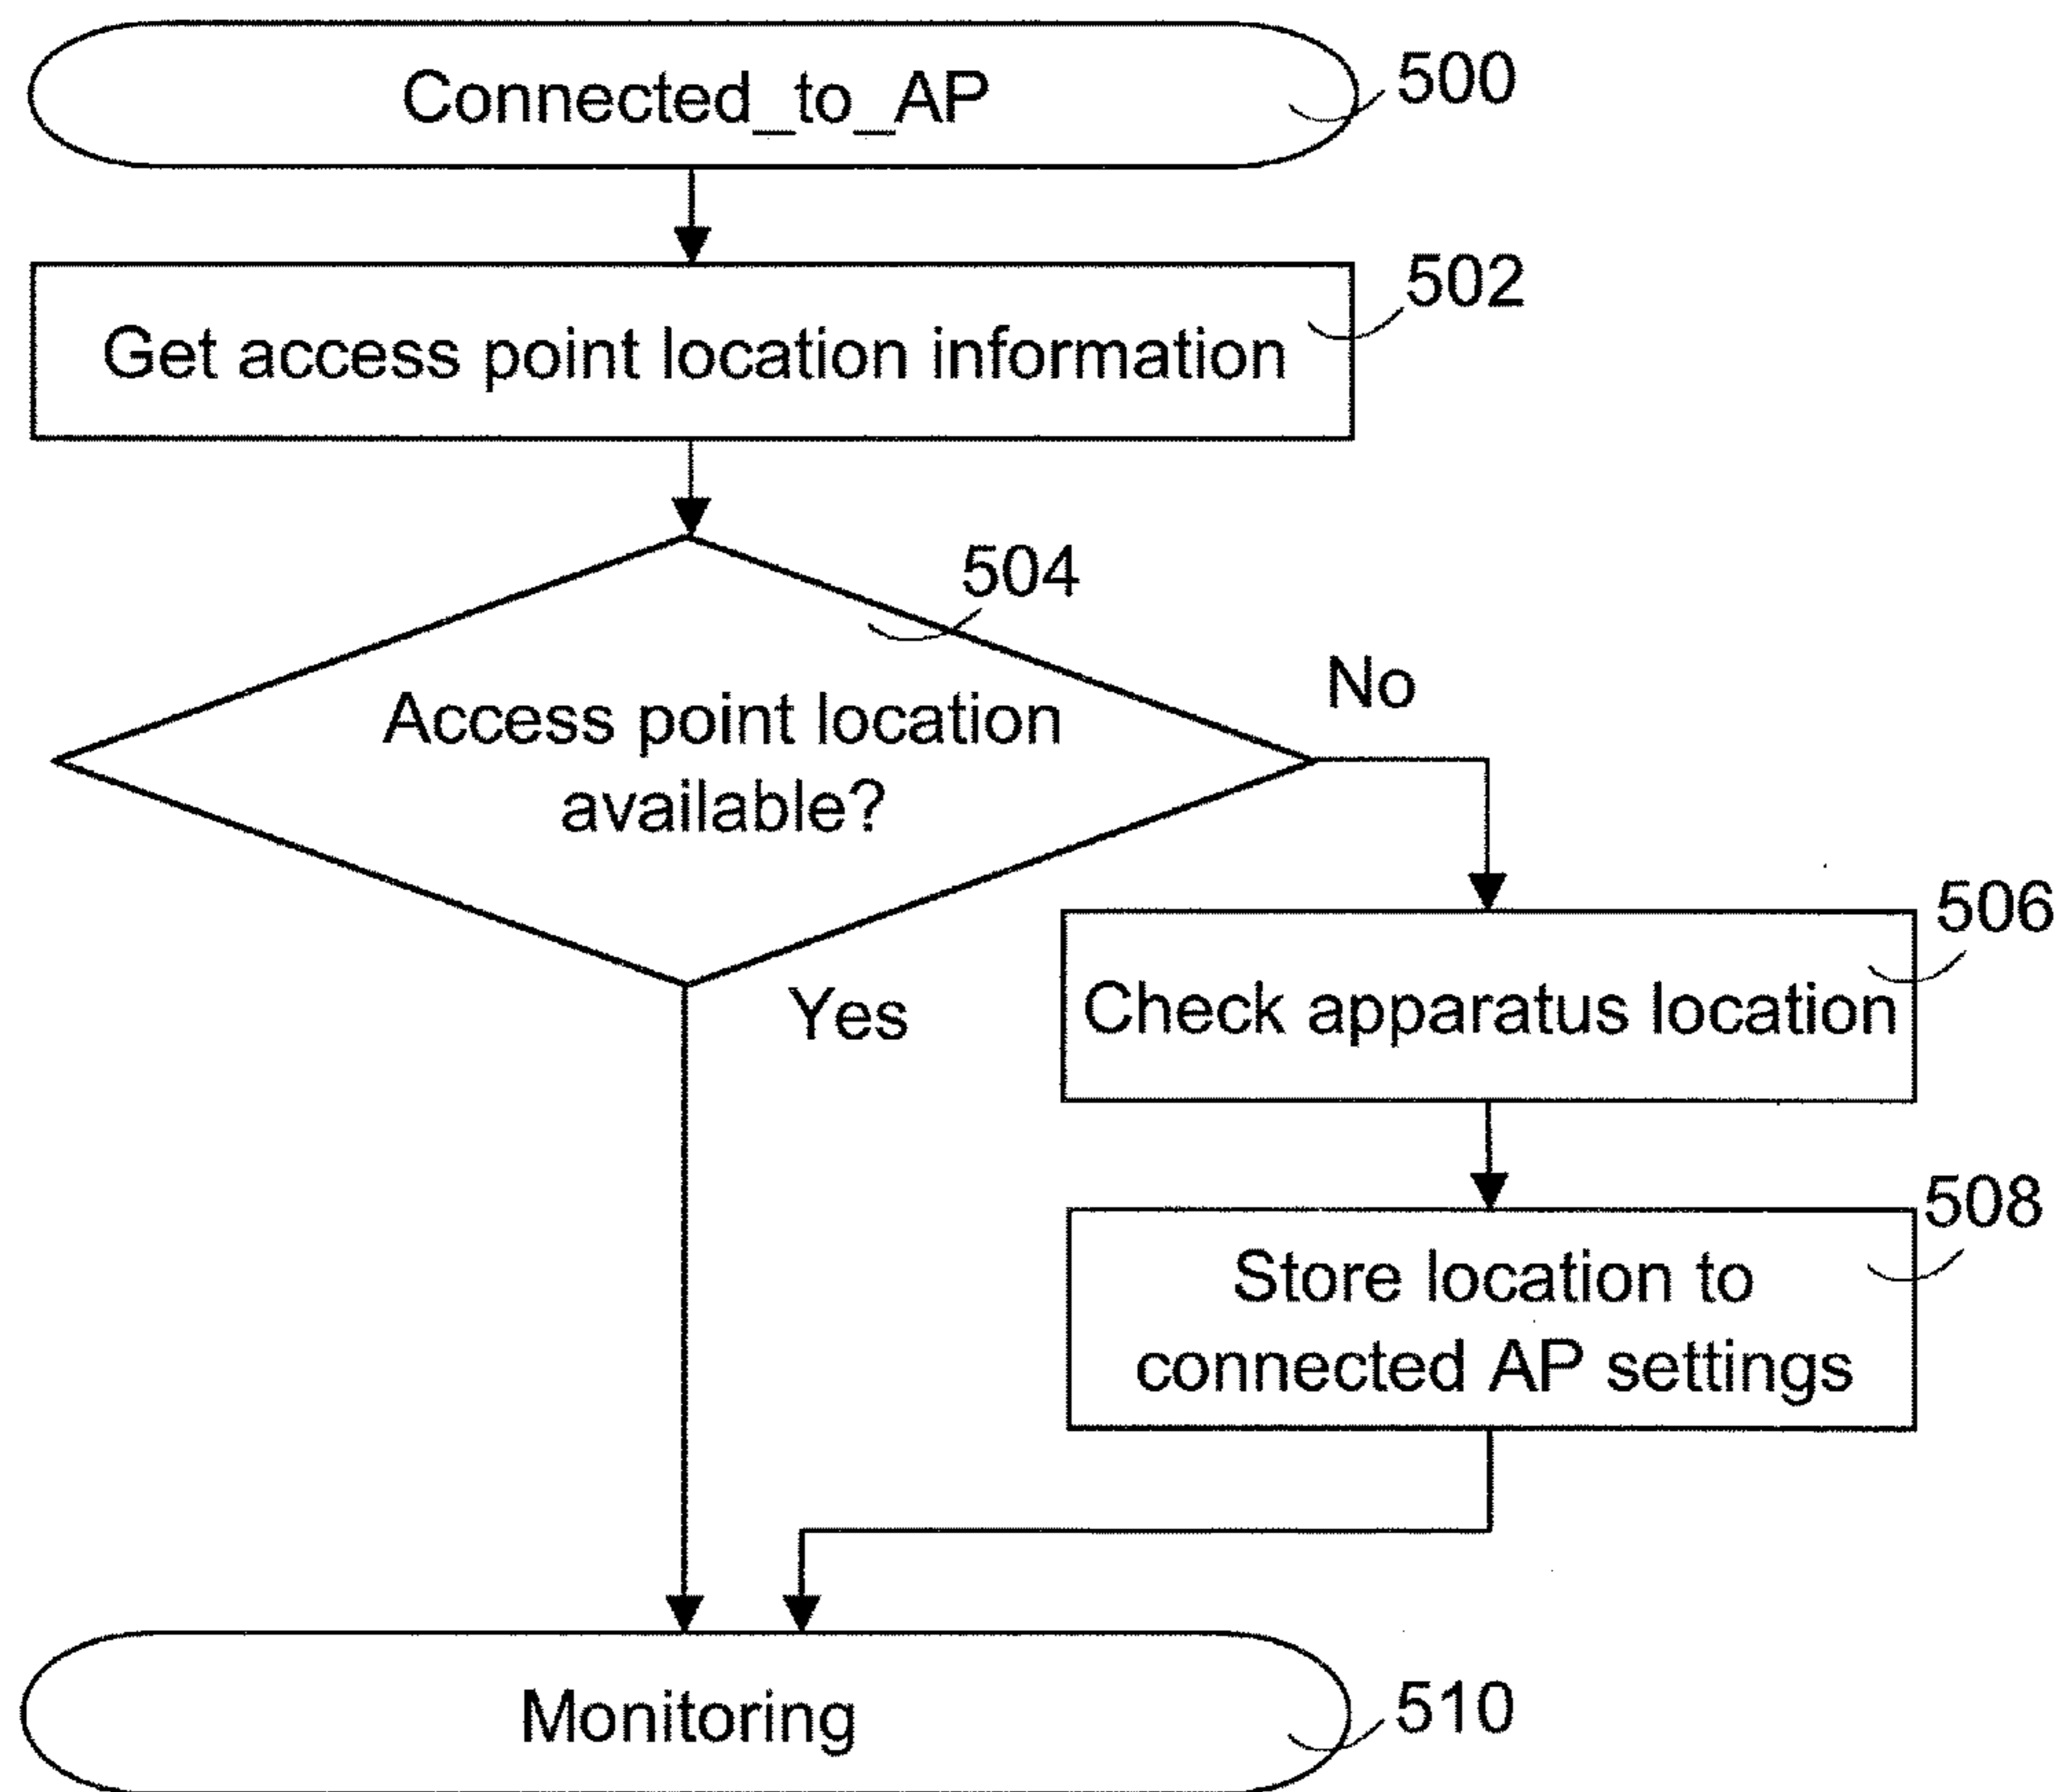 Connected_to_AP
500
502
Get access point location information
504
No
Access point location
available?
506
Yes
Check apparatus location
508
Store location to
connected AP settings
Monitoring
510